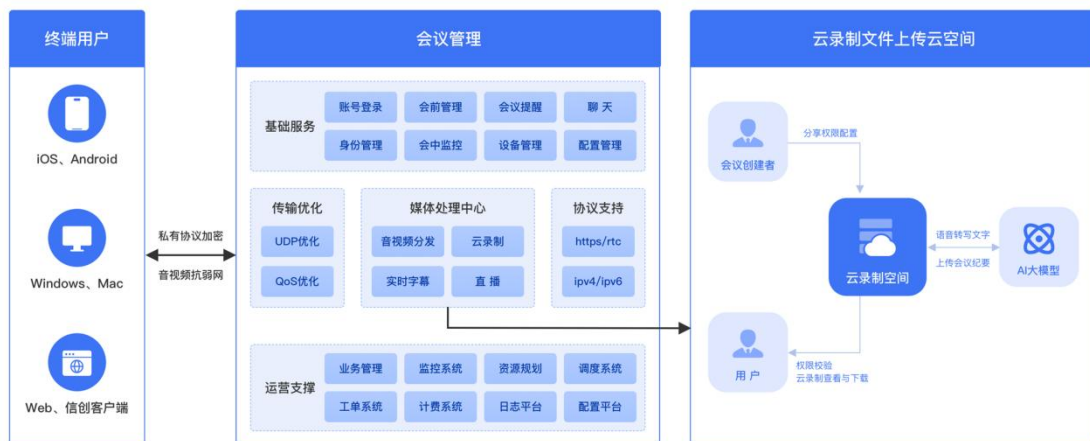 终端用户
iOS、Android
Windows、Mac
Web、信创客户端
私有协议加密
音视频抗弱网
会议管理
基础服务
账号登录
会前管理
会议提醒
聊 天
身份管理
会中监控
设备管理
配置管理
传输优化
UDP优化
QoS优化
媒体处理中心
音视频分发
云录制
实时字幕
直 播
协议支持
https/rtc
ipv4/ipv6
运营支撑
业务管理
监控系统
资源规划
调度系统
工单系统
计费系统
日志平台
配置平台
云录制文件上传云空间
会议创建者
分享权限配置
云录制空间
语音转写文字
上传会议纪要
AI大模型
用 户
权限校验
云录制查看与下载